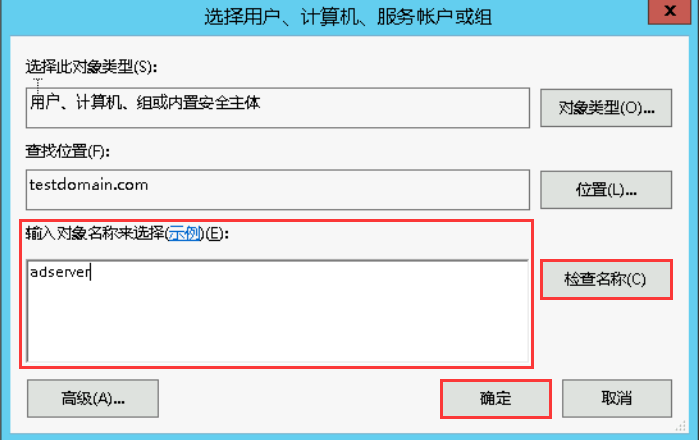 选择用户、计算机、服务帐户或组
x
选择此对象类型(S):
用户、计算机、组或内置安全主体
对象类型(O)...
查找位置(F):
testdomain.com
位置(L)...
输入对象名称来选择(示例)(E):
adserver
检查名称(C)
高级(A)...
确定
取消